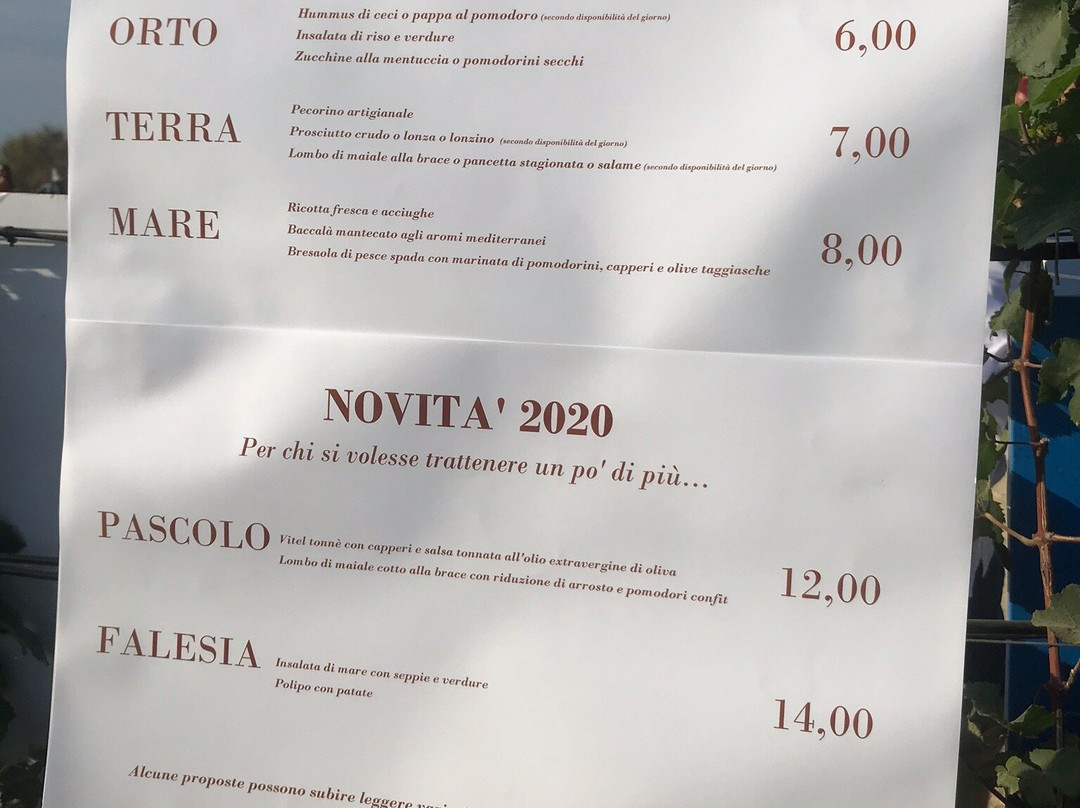 Hummus di ceci o pappa al pomodoro (secondo disponibilità del giorno)
ORTO
Insalata di riso e verdure
6,00
Zucchine alla mentuccia o pomodorini secchi
Pecorino artigianale
TERRA
Prosciutto crudo o lonza o lonzino (secondo disponibilità del giorno)
7,00
Lombo di maiale alla brace o pancetta stagionata o salame (secondo disponibilità del giorno)
Ricotta fresca e acciughe
MARE
Baccalà mantecato agli aromi mediterranei
8,00
Bresaola di pesce spada con marinata di pomodorini, capperi e olive taggiasche
NOVITA' 2020
Per chi si volesse trattenere un po' di più...
PASCOLO
Vitel tonnè con capperi e salsa tonnata all'olio extravergine di oliva
Lombo di maiale cotto alla brace con riduzione di arrosto e pomodori confit
12,00
FALESIA
Insalata di mare con seppie e verdure
Polipo con patate
14,00
Alcune proposte possono subire leggere